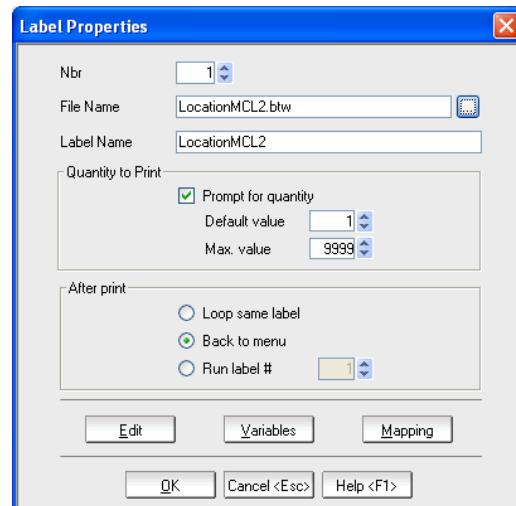 Label Properties
Nbr 1
File Name LocationMCL2.btw ...
Label Name LocationMCL2
Quantity to Print
Prompt for quantity
Default value 1
Max. value 9999
After print
Loop same label
Back to menu
Run label # 1
Edit Variables Mapping
OK Cancel <Esc> Help <F1>